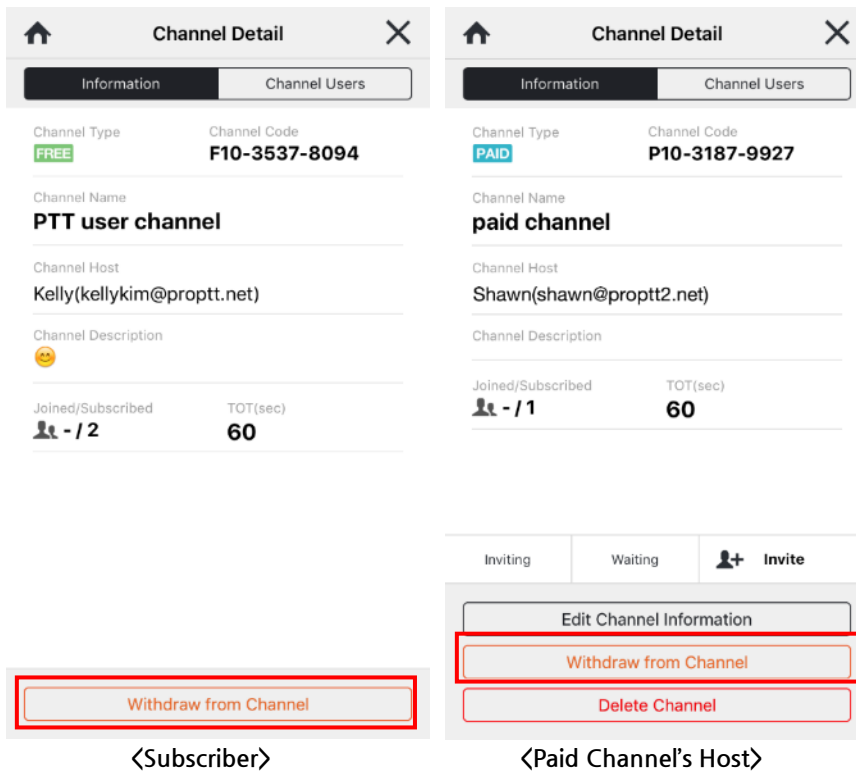 Channel Detail
Information Channel Users
Channel Type Channel Code
FREE F10-3537-8094
Channel Name
PTT user channel
Channel Host
Kelly(kellykim@proptt.net)
Channel Description
😊
Joined/Subscribed TOT(sec)
- / 2 60
Withdraw from Channel
<Subscriber>
Channel Detail
Information Channel Users
Channel Type Channel Code
PAID P10-3187-9927
Channel Name
paid channel
Channel Host
Shawn(shawn@proptt2.net)
Channel Description
Joined/Subscribed TOT(sec)
- / 1 60
Inviting Waiting Invite
Edit Channel Information
Withdraw from Channel
Delete Channel
<Paid Channel's Host>